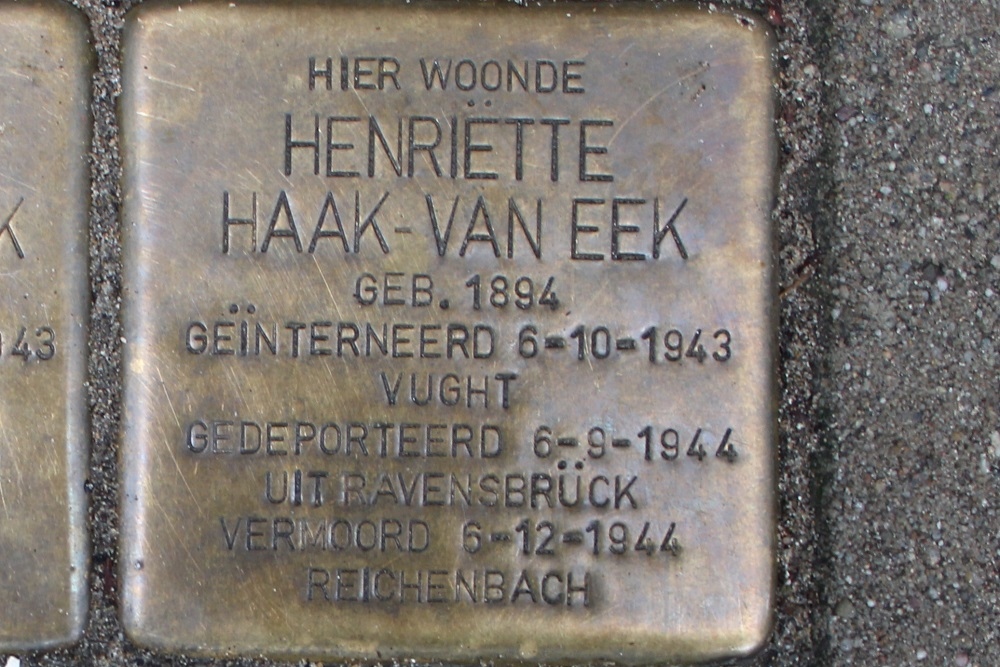 HIER WOONDE
HENRIËTTE
HAAK-VAN EEK
GEB. 1894
GEÏNTERNEERD 6-10-1943
VUGHT
GEDEPORTEERD 6-9-1944
UIT RAVENSBRÜCK
VERMOORD 6-12-1944
REICHENBACH
K
943